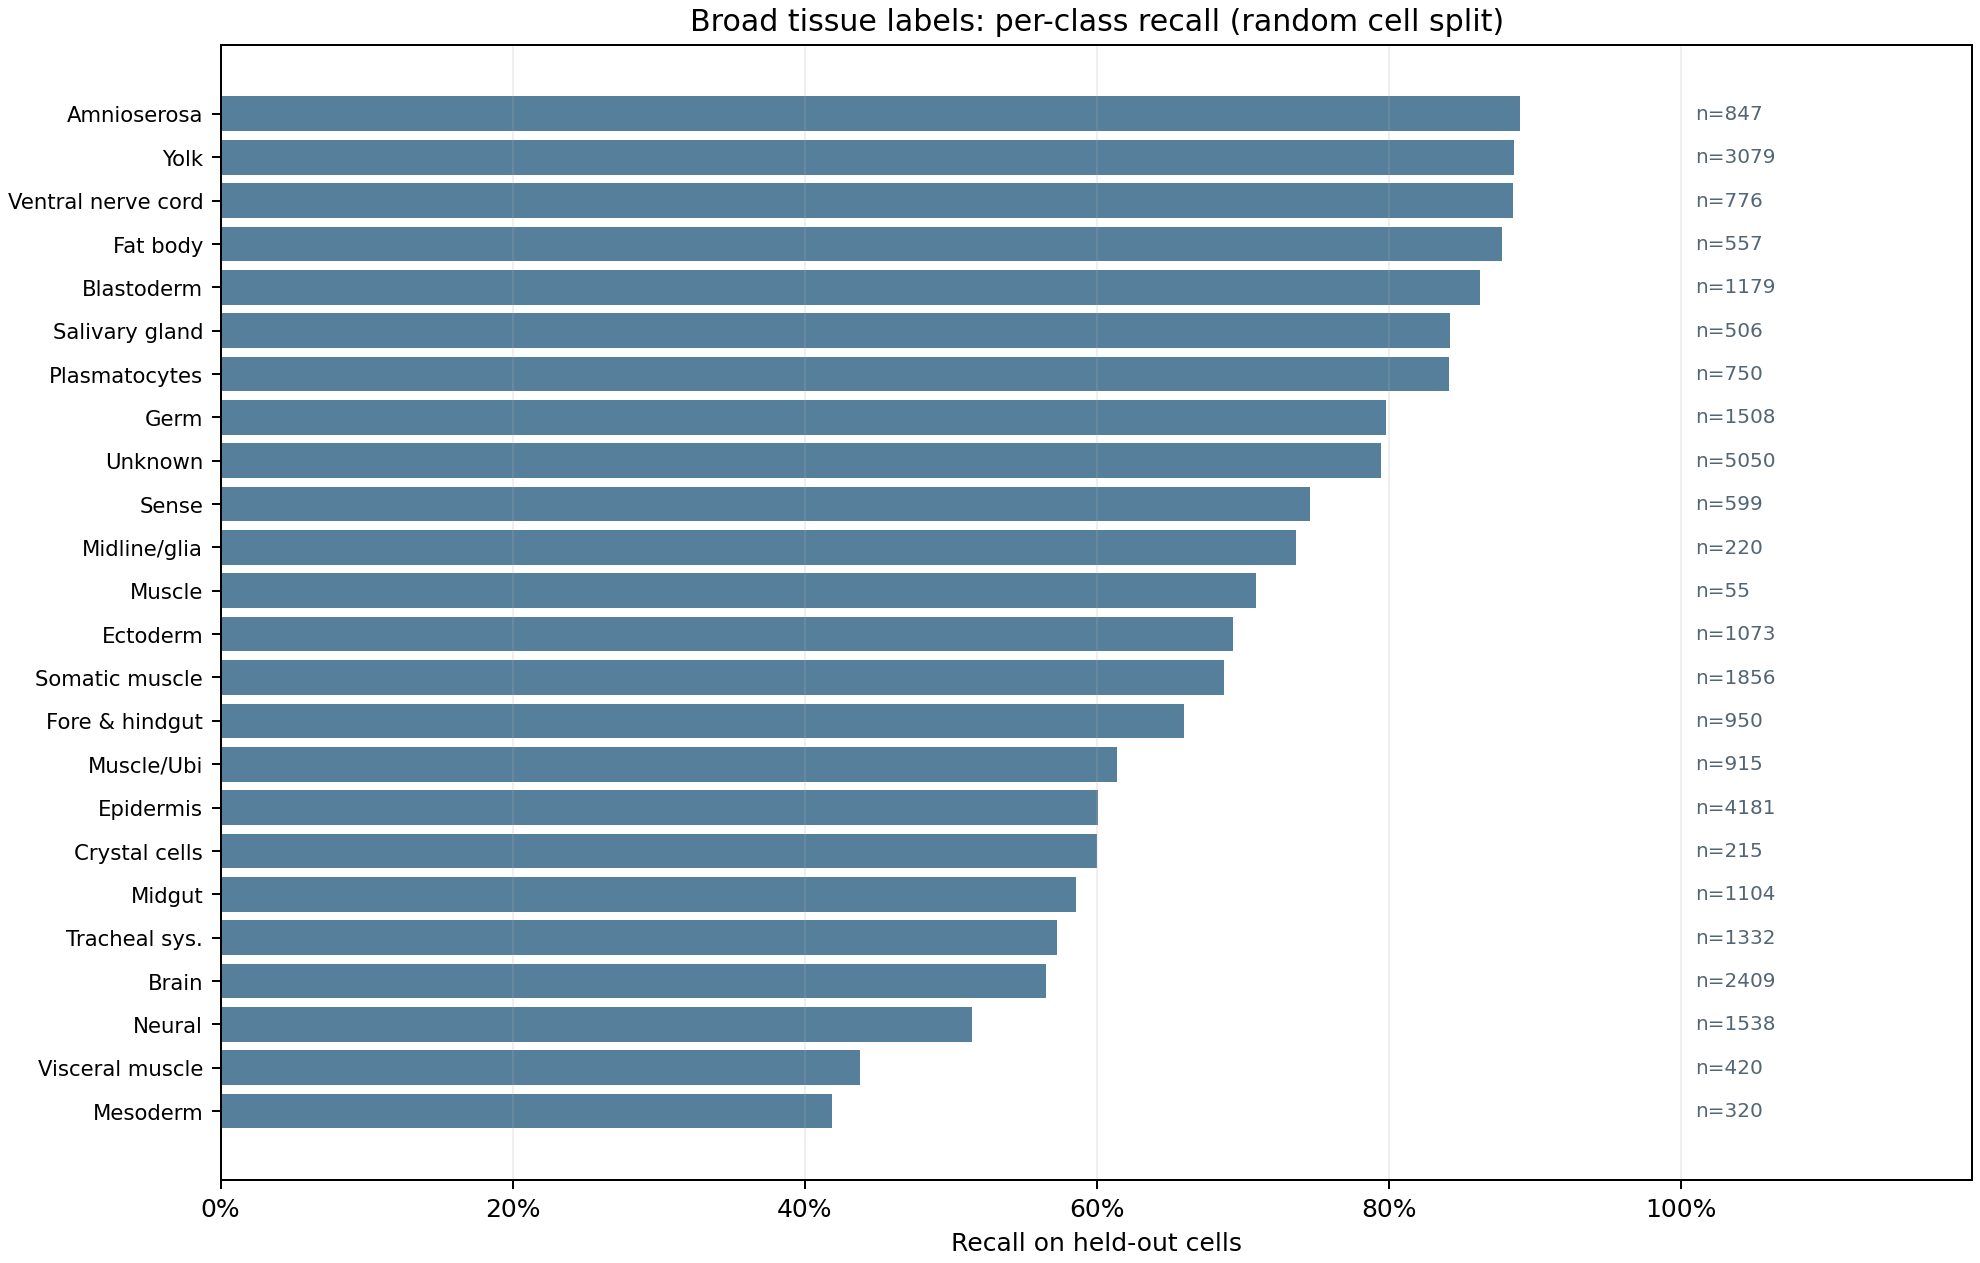 Broad tissue labels: per-class recall (random cell split)
Amnioserosa n=847
Yolk n=3079
Ventral nerve cord n=776
Fat body n=557
Blastoderm n=1179
Salivary gland n=506
Plasmatocytes n=750
Germ n=1508
Unknown n=5050
Sense n=599
Midline/glia n=220
Muscle n=55
Ectoderm n=1073
Somatic muscle n=1856
Fore & hindgut n=950
Muscle/Ubi n=915
Epidermis n=4181
Crystal cells n=215
Midgut n=1104
Tracheal sys. n=1332
Brain n=2409
Neural n=1538
Visceral muscle n=420
Mesoderm n=320
0% 20% 40% 60% 80% 100%
Recall on held-out cells